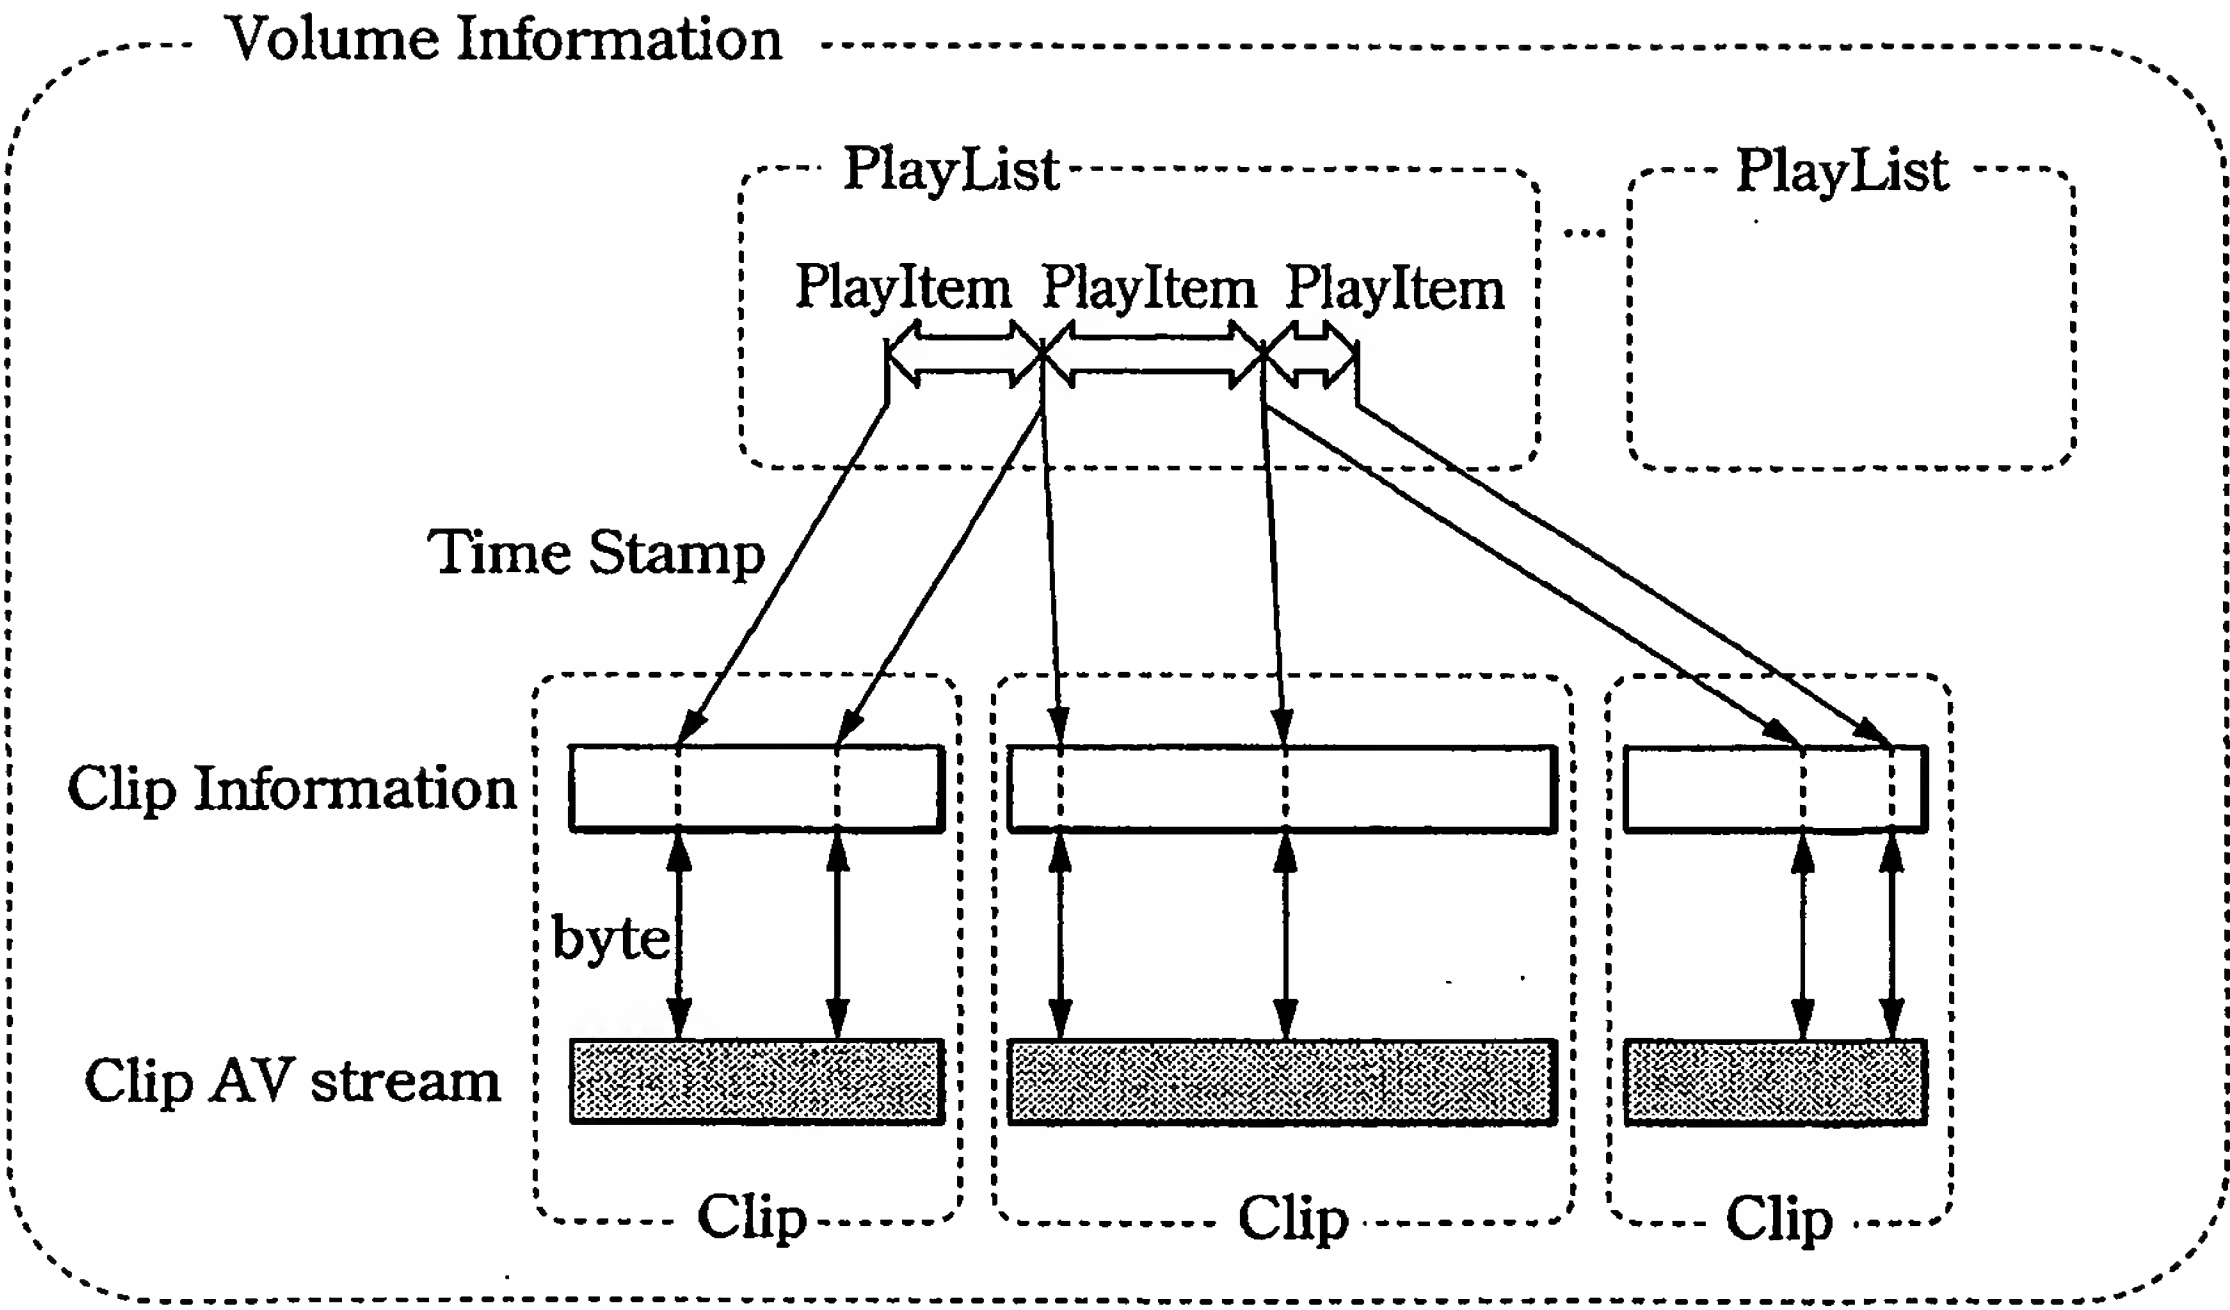 Volume Information
PlayList
PlayList
...
PlayItem PlayItem PlayItem
Time Stamp
Clip Information
byte
Clip AV stream
Clip
Clip
Clip